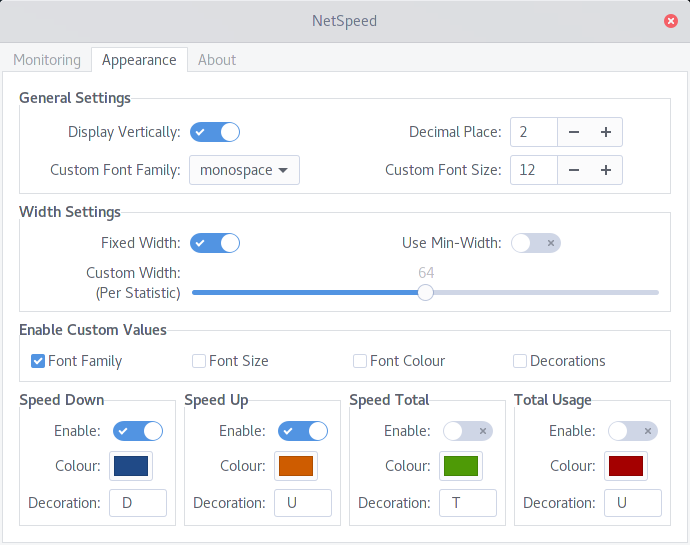 NetSpeed
Monitoring Appearance About
General Settings
Display Vertically: Decimal Place: 2
Custom Font Family: monospace Custom Font Size: 12
Width Settings
Fixed Width: Use Min-Width:
Custom Width: 64
(Per Statistic)
Enable Custom Values
Font Family Font Size Font Colour Decorations
Speed Down Speed Up Speed Total Total Usage
Enable: Enable: Enable: Enable:
Colour: Colour: Colour: Colour:
Decoration: D Decoration: U Decoration: T Decoration: U